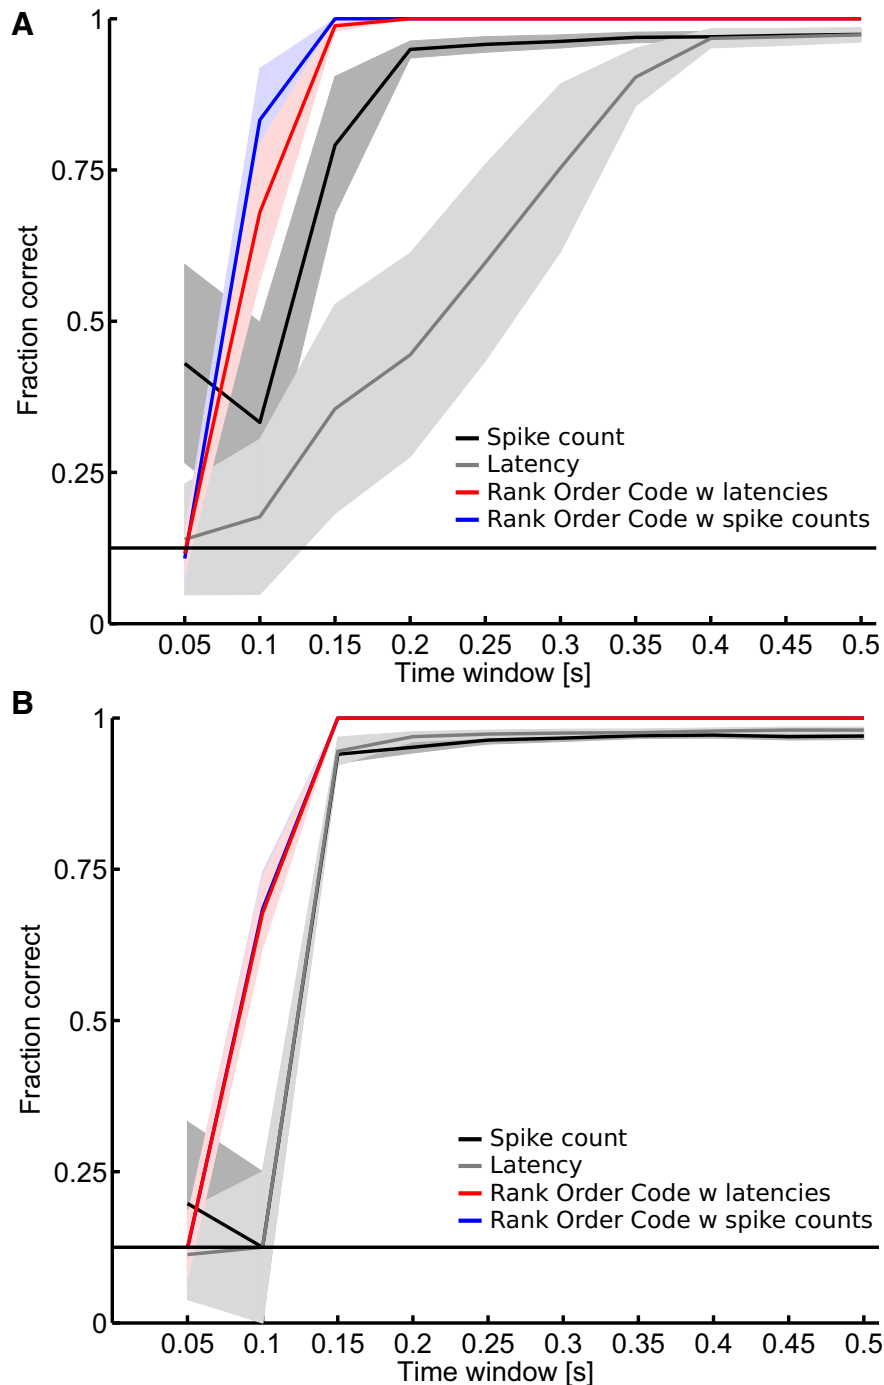 A
1
0.75
0.5
0.25
0
Fraction correct
Spike count
Latency
Rank Order Code w latencies
Rank Order Code w spike counts
0.05 0.1 0.15 0.2 0.25 0.3 0.35 0.4 0.45 0.5
Time window [s]
B
1
0.75
0.5
0.25
0
Fraction correct
Spike count
Latency
Rank Order Code w latencies
Rank Order Code w spike counts
0.05 0.1 0.15 0.2 0.25 0.3 0.35 0.4 0.45 0.5
Time window [s]